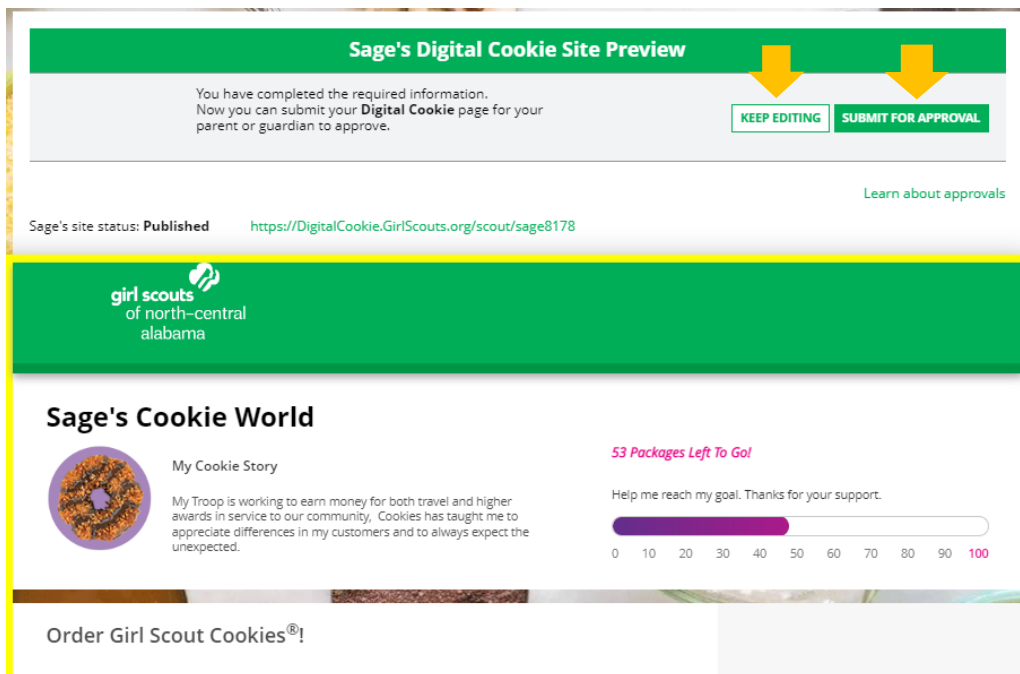 Sage's Digital Cookie Site Preview
You have completed the required information.
Now you can submit your Digital Cookie page for your
parent or guardian to approve.
KEEP EDITING
SUBMIT FOR APPROVAL
Learn about approvals
Sage's site status: Published
https://DigitalCookie.GirlScouts.org/scout/sage8178
girl scouts
of north-central
alabama
Sage's Cookie World
My Cookie Story
My Troop is working to earn money for both travel and higher
awards in service to our community, Cookies has taught me to
appreciate differences in my customers and to always expect the
unexpected.
53 Packages Left To Go!
Help me reach my goal. Thanks for your support.
0 10 20 30 40 50 60 70 80 90 100
Order Girl Scout Cookies®!